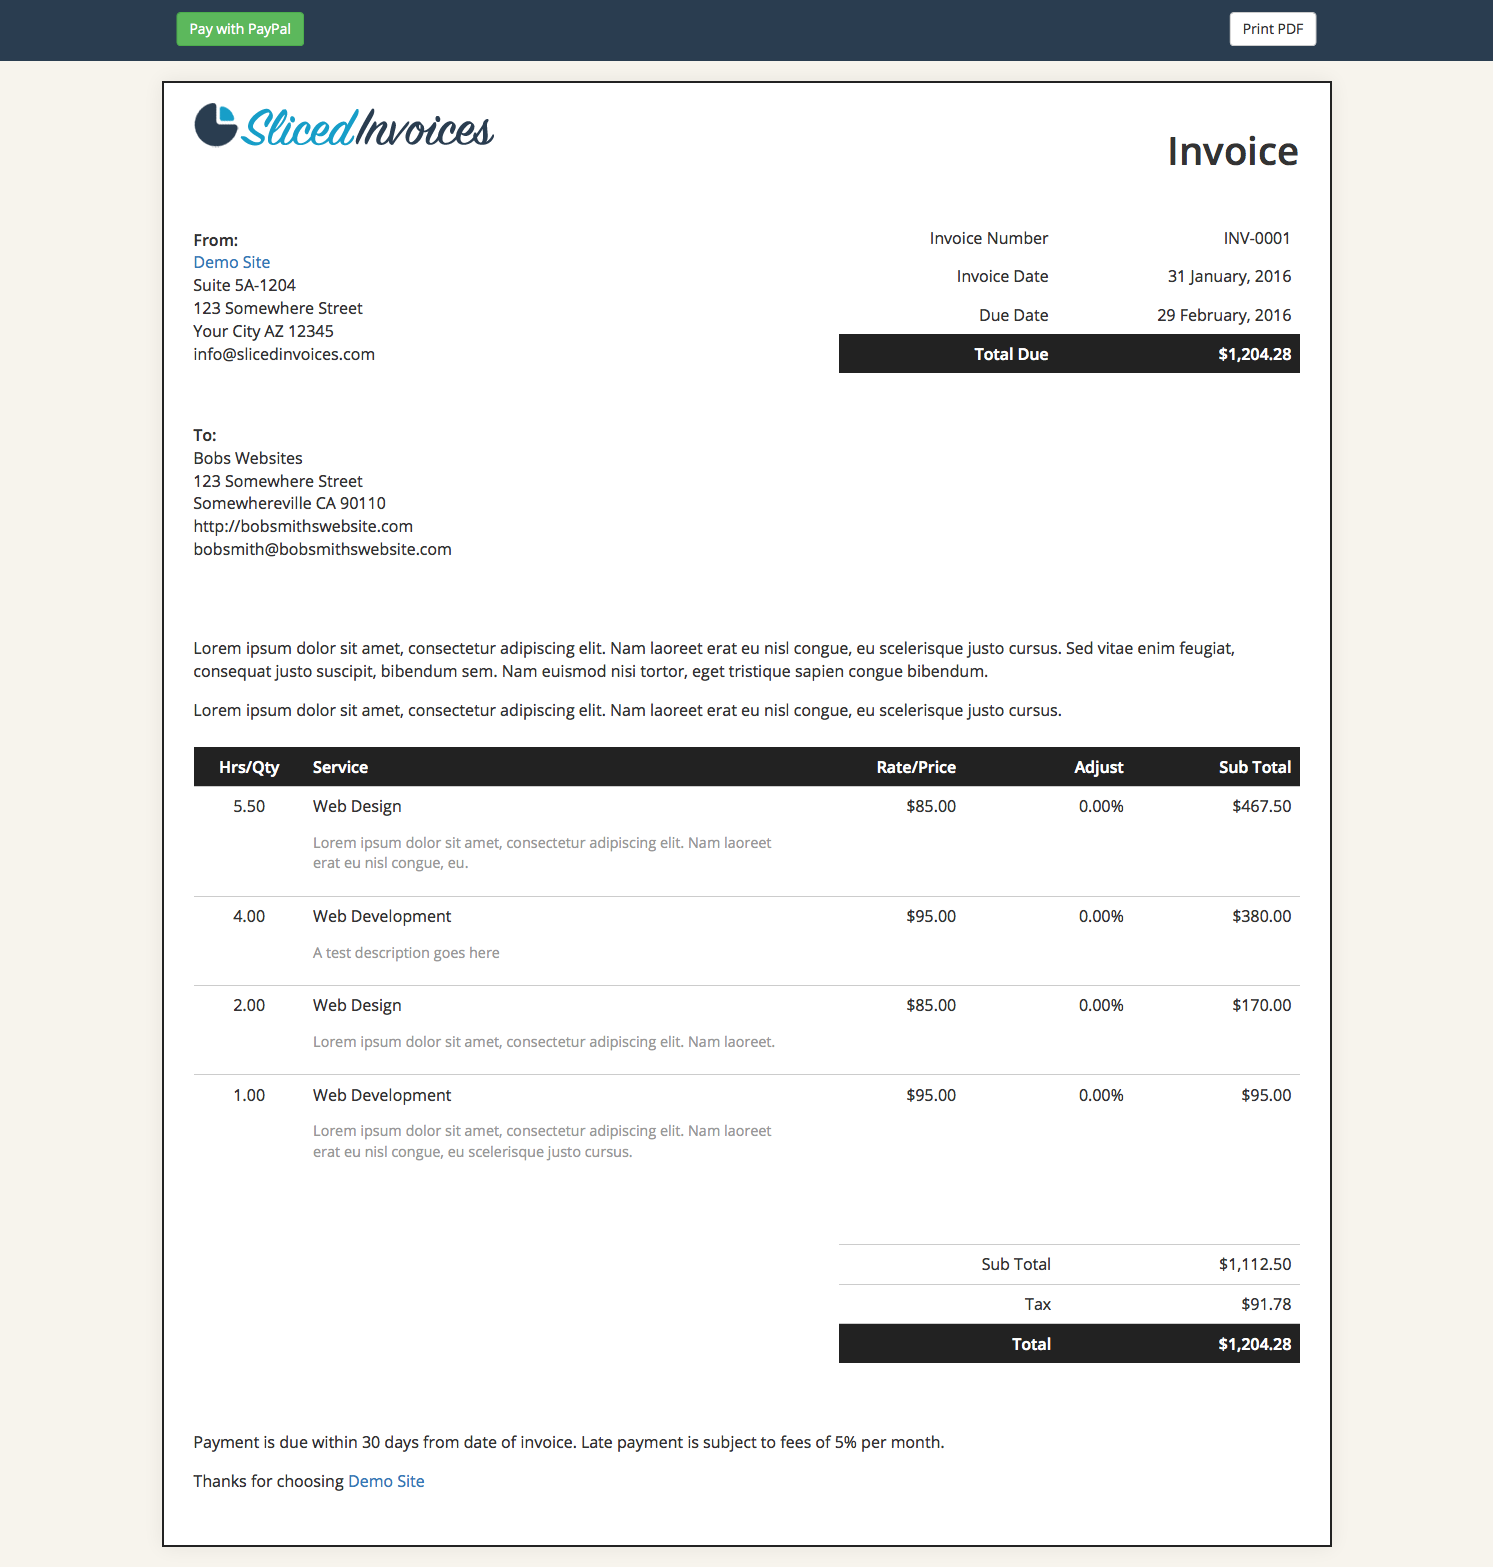 Pay with PayPal
Print PDF
SlicedInvoices
Invoice
From:
Demo Site
Suite 5A-1204
123 Somewhere Street
Your City AZ 12345
info@slicedinvoices.com
Invoice Number INV-0001
Invoice Date 31 January, 2016
Due Date 29 February, 2016
Total Due $1,204.28
To:
Bobs Websites
123 Somewhere Street
Somewhereville CA 90110
http://bobsmithswebsite.com
bobsmith@bobsmithswebsite.com
Lorem ipsum dolor sit amet, consectetur adipiscing elit. Nam laoreet erat eu nisl congue, eu scelerisque justo cursus. Sed vitae enim feugiat,
consequat justo suscipit, bibendum sem. Nam euismod nisi tortor, eget tristique sapien congue bibendum.
Lorem ipsum dolor sit amet, consectetur adipiscing elit. Nam laoreet erat eu nisl congue, eu scelerisque justo cursus.
Hrs/Qty Service Rate/Price Adjust Sub Total
5.50 Web Design $85.00 0.00% $467.50
Lorem ipsum dolor sit amet, consectetur adipiscing elit. Nam laoreet
erat eu nisl congue, eu.
4.00 Web Development $95.00 0.00% $380.00
A test description goes here
2.00 Web Design $85.00 0.00% $170.00
Lorem ipsum dolor sit amet, consectetur adipiscing elit. Nam laoreet.
1.00 Web Development $95.00 0.00% $95.00
Lorem ipsum dolor sit amet, consectetur adipiscing elit. Nam laoreet
erat eu nisl congue, eu scelerisque justo cursus.
Sub Total $1,112.50
Tax $91.78
Total $1,204.28
Payment is due within 30 days from date of invoice. Late payment is subject to fees of 5% per month.
Thanks for choosing Demo Site